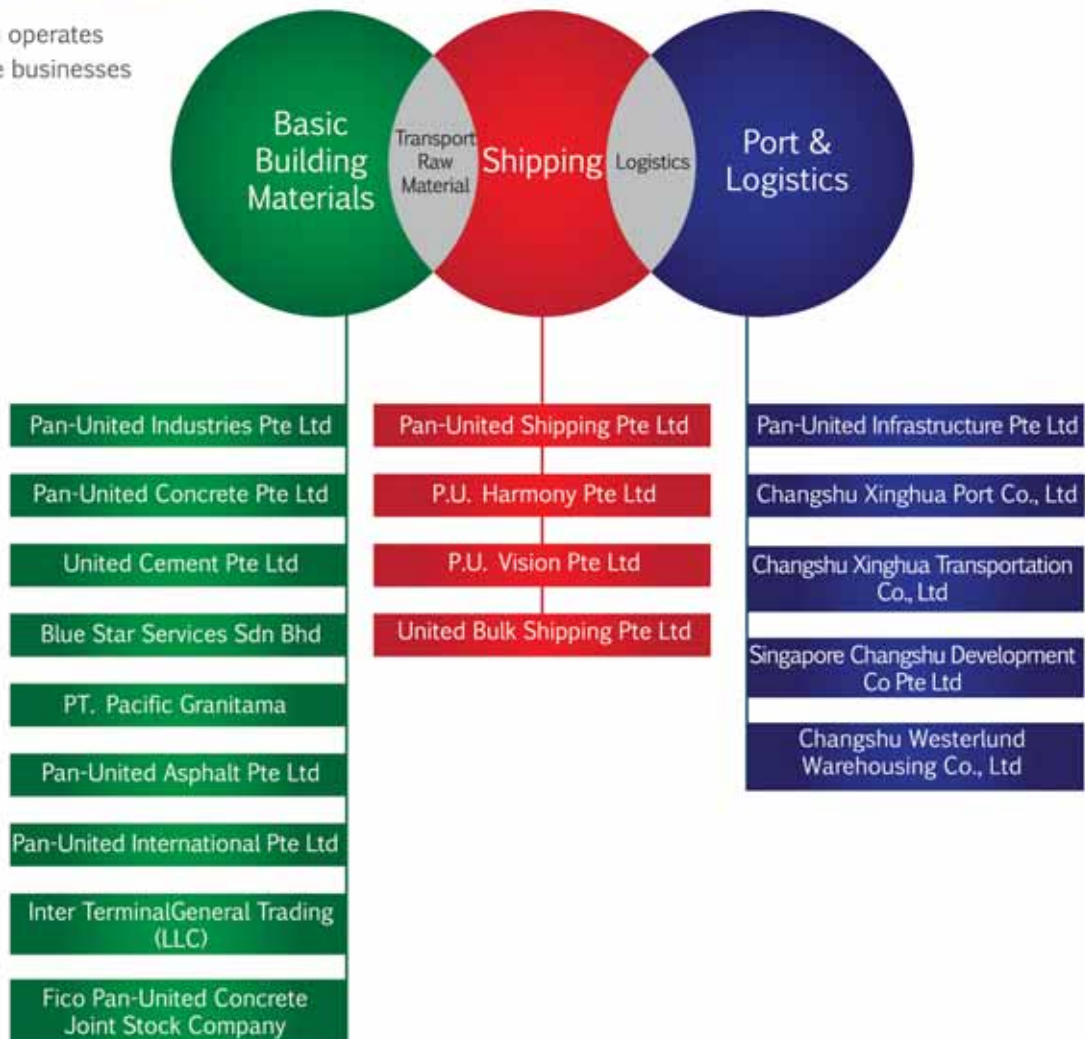 operates
businesses
Basic
Building
Materials
Transport
Raw
Material
Shipping
Logistics
Port &
Logistics
Pan-United Industries Pte Ltd
Pan-United Concrete Pte Ltd
United Cement Pte Ltd
Blue Star Services Sdn Bhd
PT. Pacific Granitama
Pan-United Asphalt Pte Ltd
Pan-United International Pte Ltd
Inter TerminalGeneral Trading
(LLC)
Fico Pan-United Concrete
Joint Stock Company
Pan-United Shipping Pte Ltd
P.U. Harmony Pte Ltd
P.U. Vision Pte Ltd
United Bulk Shipping Pte Ltd
Pan-United Infrastructure Pte Ltd
Changshu Xinghua Port Co., Ltd
Changshu Xinghua Transportation
Co., Ltd
Singapore Changshu Development
Co Pte Ltd
Changshu Westerlund
Warehousing Co., Ltd